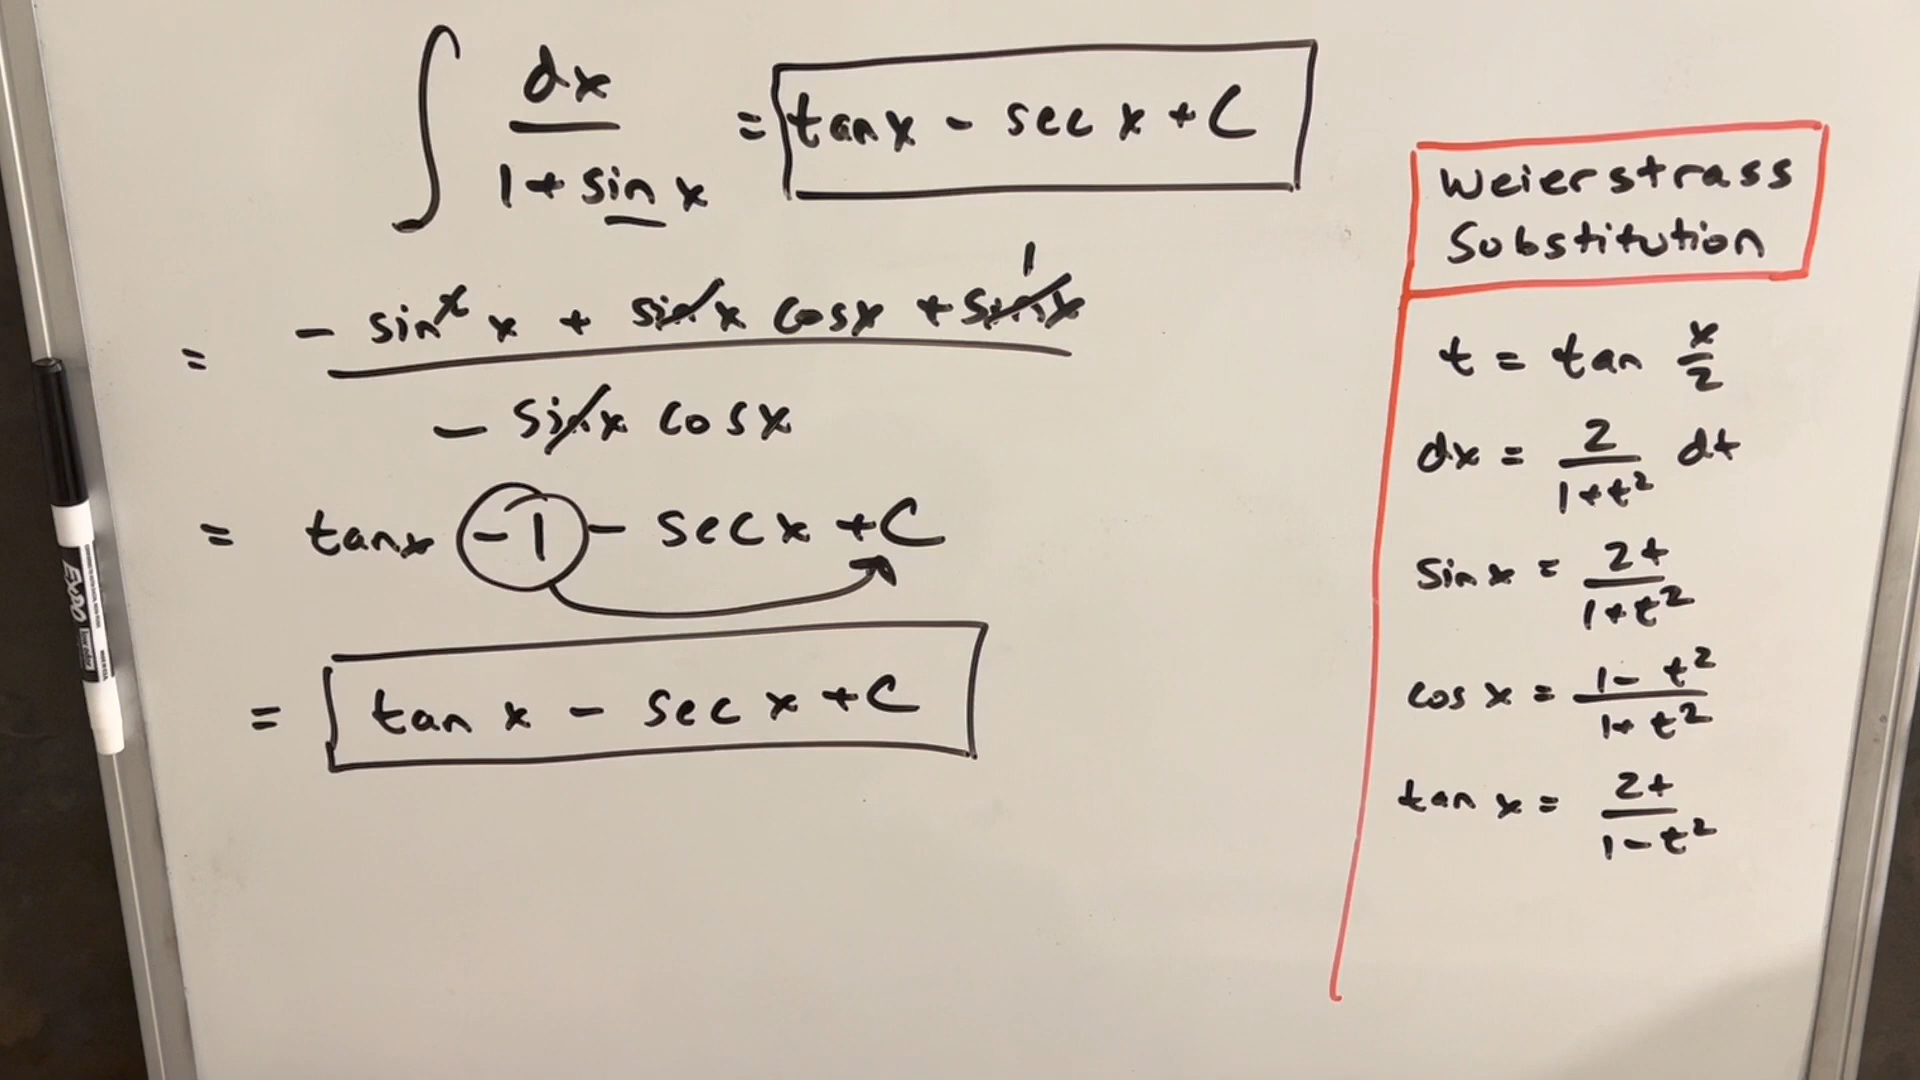 ∫ dx / (1 + sin x) = tan x - sec x + C
= (- sin² x + sin x cos x + sin x) / (- sin x cos x)
1
= tan x - 1 - sec x + C
= tan x - sec x + C
Weierstrass
Substitution
t = tan x/2
dx = 2/(1+t²) dt
sin x = 2t/(1+t²)
cos x = (1-t²)/(1+t²)
tan x = 2t/(1-t²)
EXPO